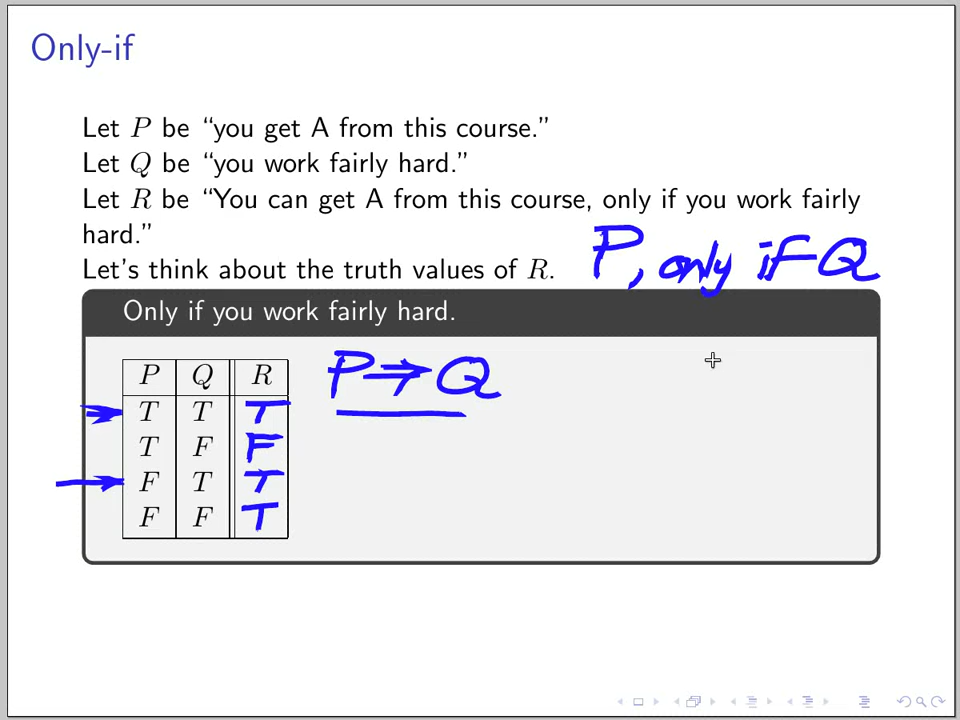 Only-if
Let P be “you get A from this course.”
Let Q be “you work fairly hard.”
Let R be “You can get A from this course, only if you work fairly
hard.”
Let's think about the truth values of R.
P, only if Q
Only if you work fairly hard.
P Q R
P → Q
T T T
T F F
F T T
F F T